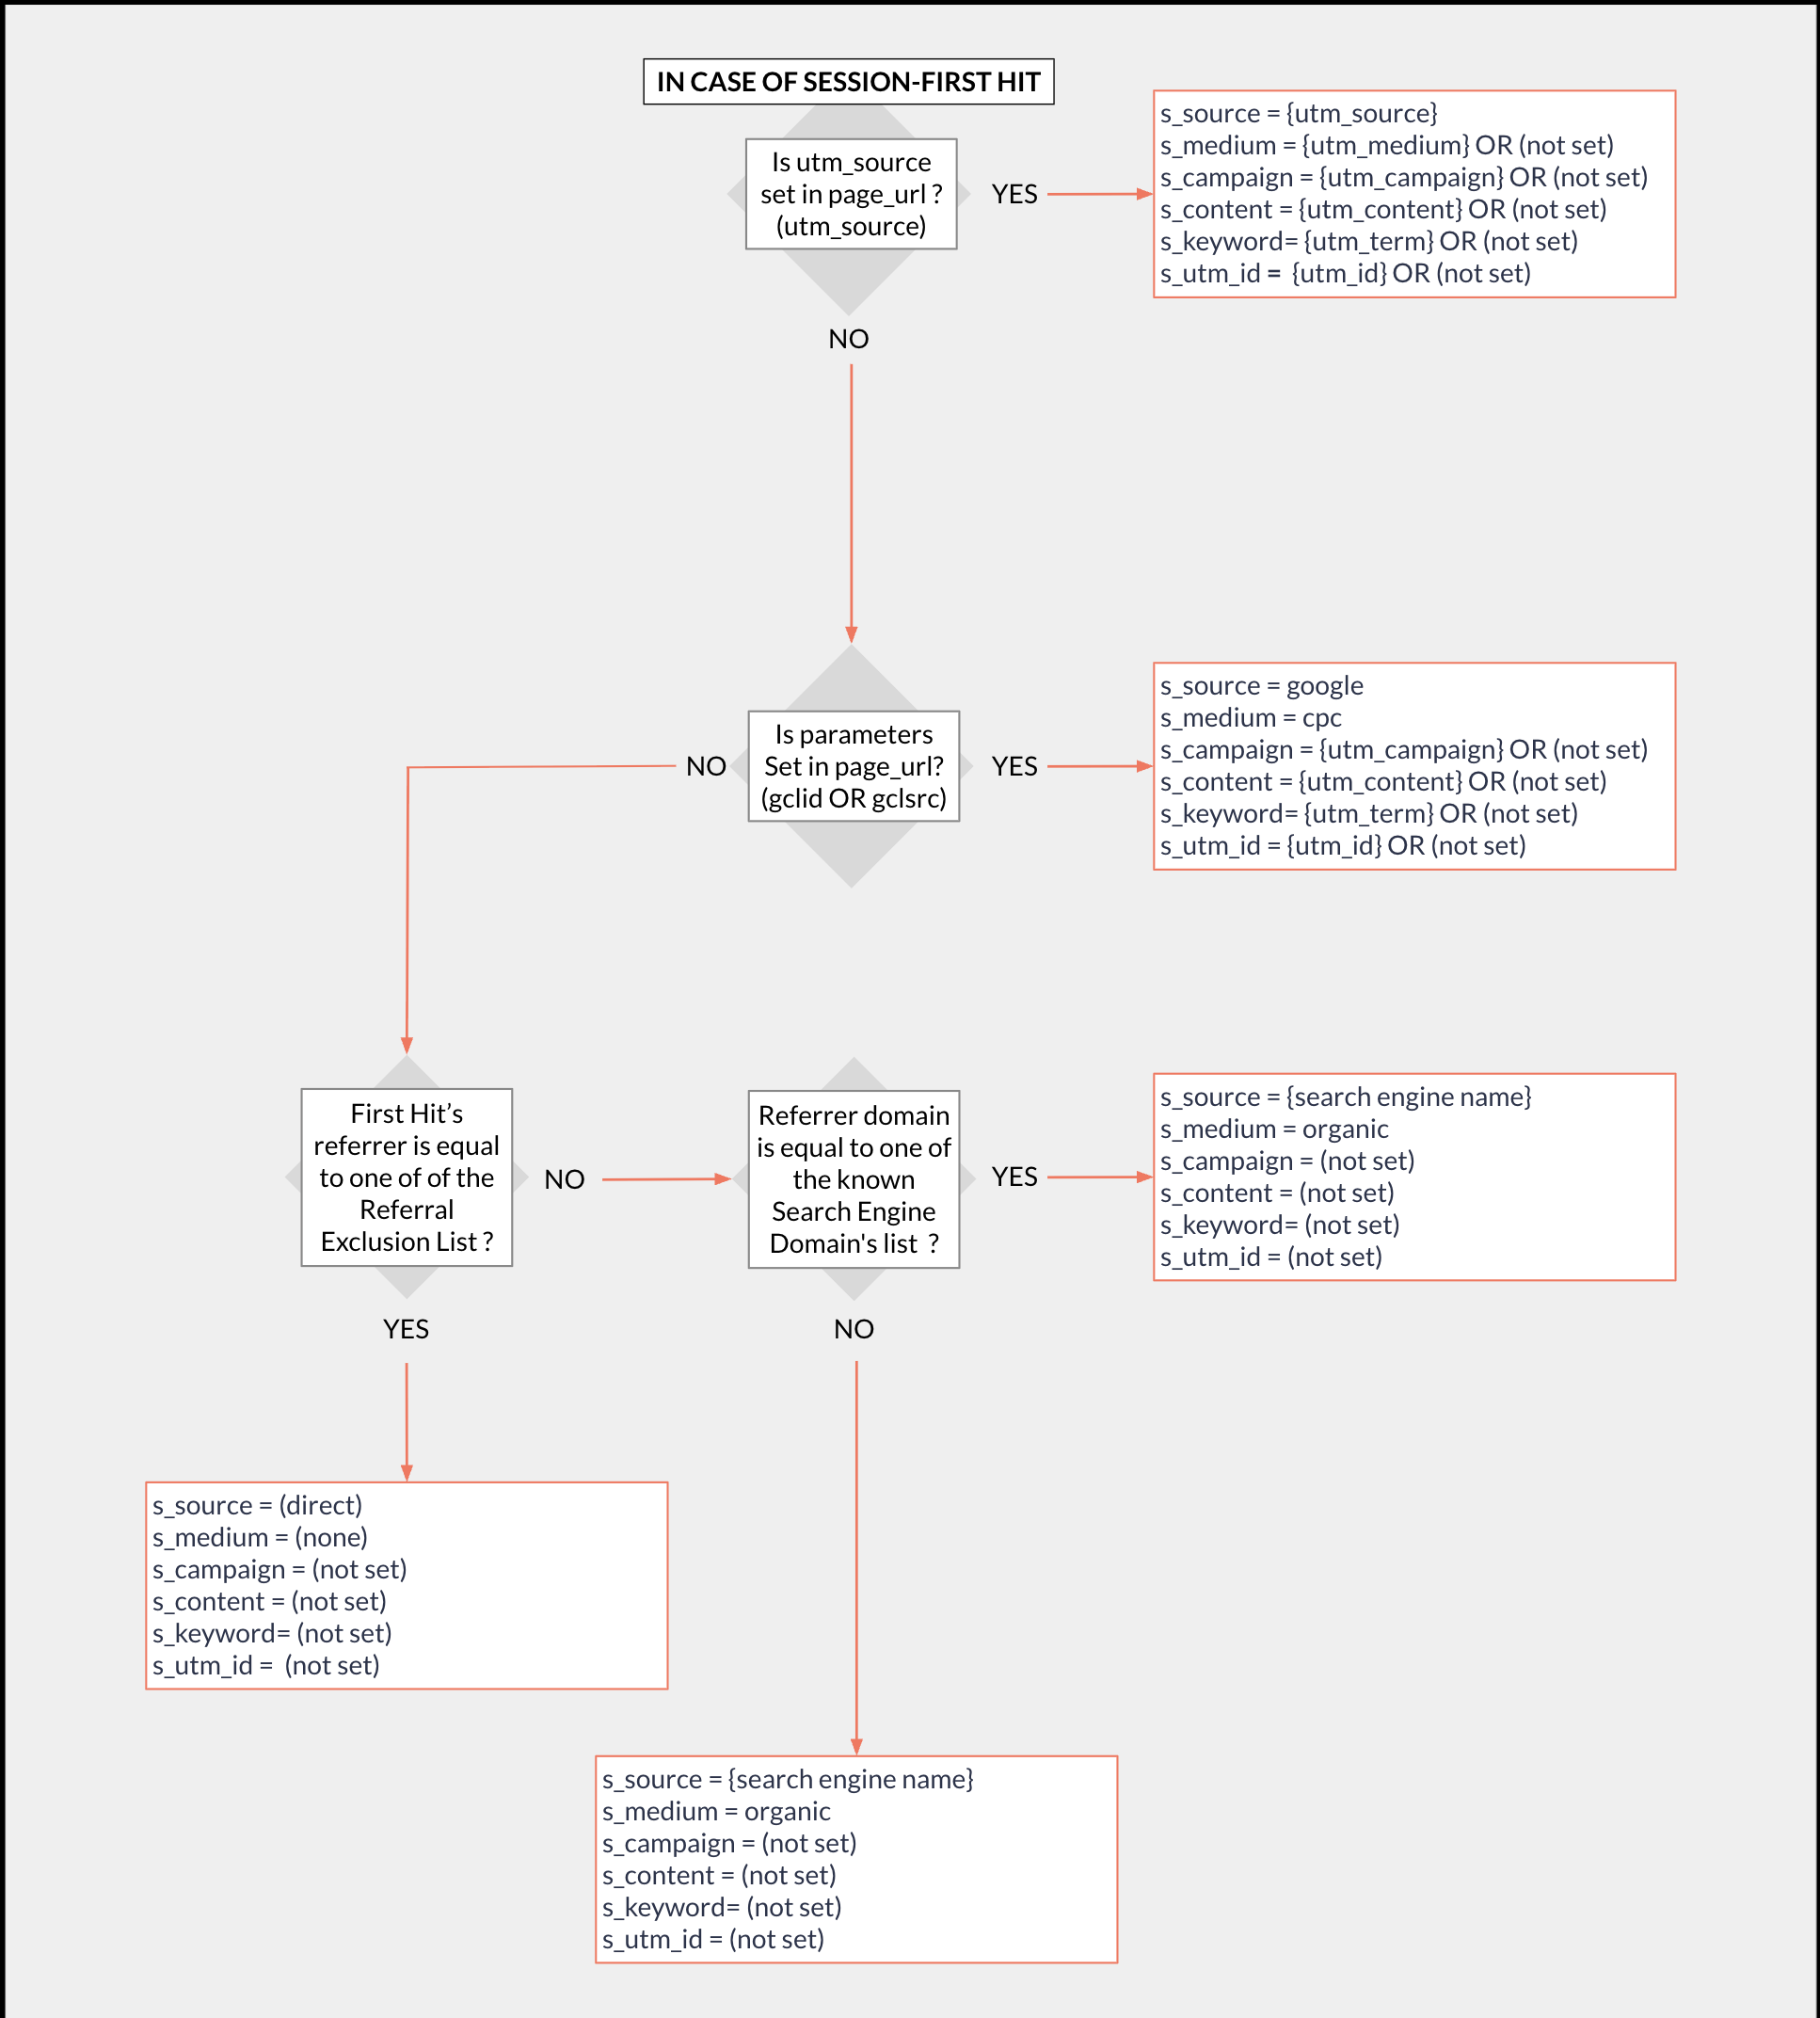 IN CASE OF SESSION-FIRST HIT
Is utm_source
set in page_url ?
(utm_source)
YES
s_source = {utm_source}
s_medium = {utm_medium} OR (not set)
s_campaign = {utm_campaign} OR (not set)
s_content = {utm_content} OR (not set)
s_keyword= {utm_term} OR (not set)
s_utm_id = {utm_id} OR (not set)
NO
NO
Is parameters
Set in page_url?
(gclid OR gclsrc)
YES
s_source = google
s_medium = cpc
s_campaign = {utm_campaign} OR (not set)
s_content = {utm_content} OR (not set)
s_keyword= {utm_term} OR (not set)
s_utm_id = {utm_id} OR (not set)
First Hit’s
referrer is equal
to one of of the
Referral
Exclusion List ?
NO
Referrer domain
is equal to one of
the known
Search Engine
Domain's list ?
YES
s_source = {search engine name}
s_medium = organic
s_campaign = (not set)
s_content = (not set)
s_keyword= (not set)
s_utm_id = (not set)
YES
NO
s_source = (direct)
s_medium = (none)
s_campaign = (not set)
s_content = (not set)
s_keyword= (not set)
s_utm_id = (not set)
s_source = {search engine name}
s_medium = organic
s_campaign = (not set)
s_content = (not set)
s_keyword= (not set)
s_utm_id = (not set)